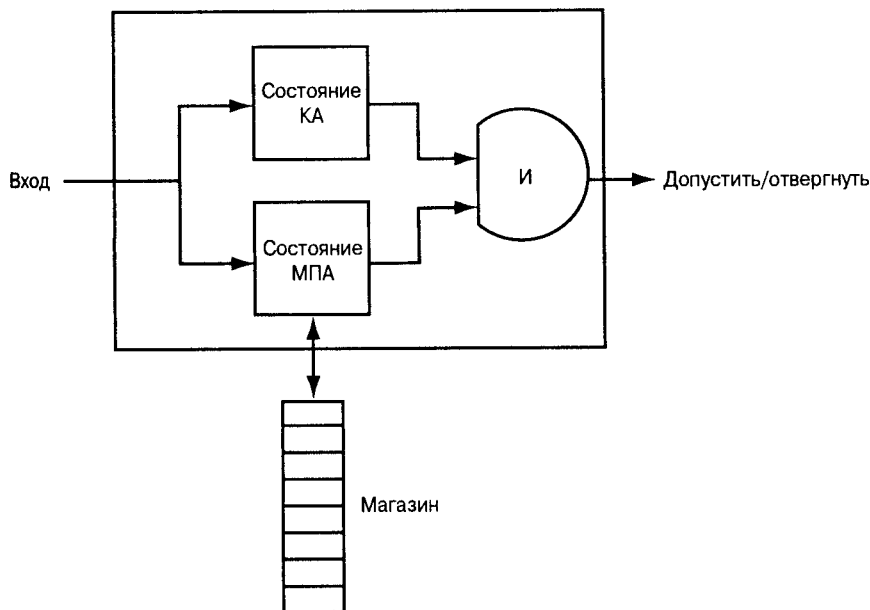 Состояние
КА
Вход
И
Допустить/отвергнуть
Состояние
МПА
Магазин